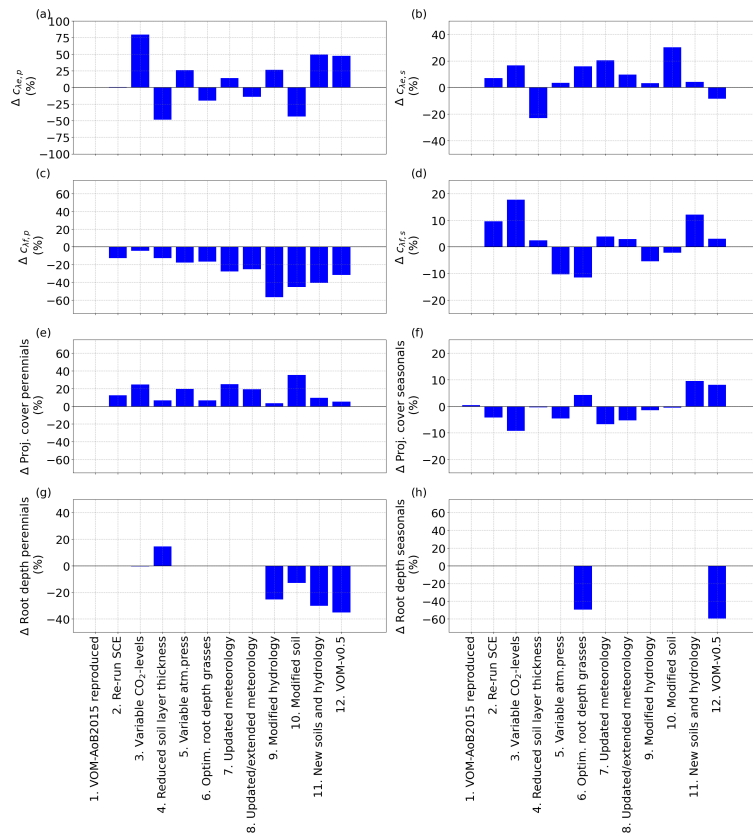 (a)
Δ c_{λe,p}
(%)
100
75
50
25
0
−25
−50
−75
−100
(b)
Δ c_{λe,s}
(%)
40
20
0
−20
−40
(c)
Δ c_{λf,p}
(%)
60
40
20
0
−20
−40
−60
(d)
Δ c_{λf,s}
(%)
20
10
0
−10
−20
(e)
Δ Proj. cover perennials
(%)
60
40
20
0
−20
−40
−60
(f)
Δ Proj. cover seasonals
(%)
20
10
0
−10
−20
(g)
Δ Root depth perennials
(%)
40
20
0
−20
−40
(h)
Δ Root depth seasonals
(%)
60
40
20
0
−20
−40
−60
1. VOM-AoB2015 reproduced
2. Re-run SCE
3. Variable CO₂-levels
4. Reduced soil layer thickness
5. Variable atm.press
6. Optim. root depth grasses
7. Updated meteorology
8. Updated/extended meteorology
9. Modified hydrology
10. Modified soil
11. New soils and hydrology
12. VOM-v0.5
1. VOM-AoB2015 reproduced
2. Re-run SCE
3. Variable CO₂-levels
4. Reduced soil layer thickness
5. Variable atm.press
6. Optim. root depth grasses
7. Updated meteorology
8. Updated/extended meteorology
9. Modified hydrology
10. Modified soil
11. New soils and hydrology
12. VOM-v0.5